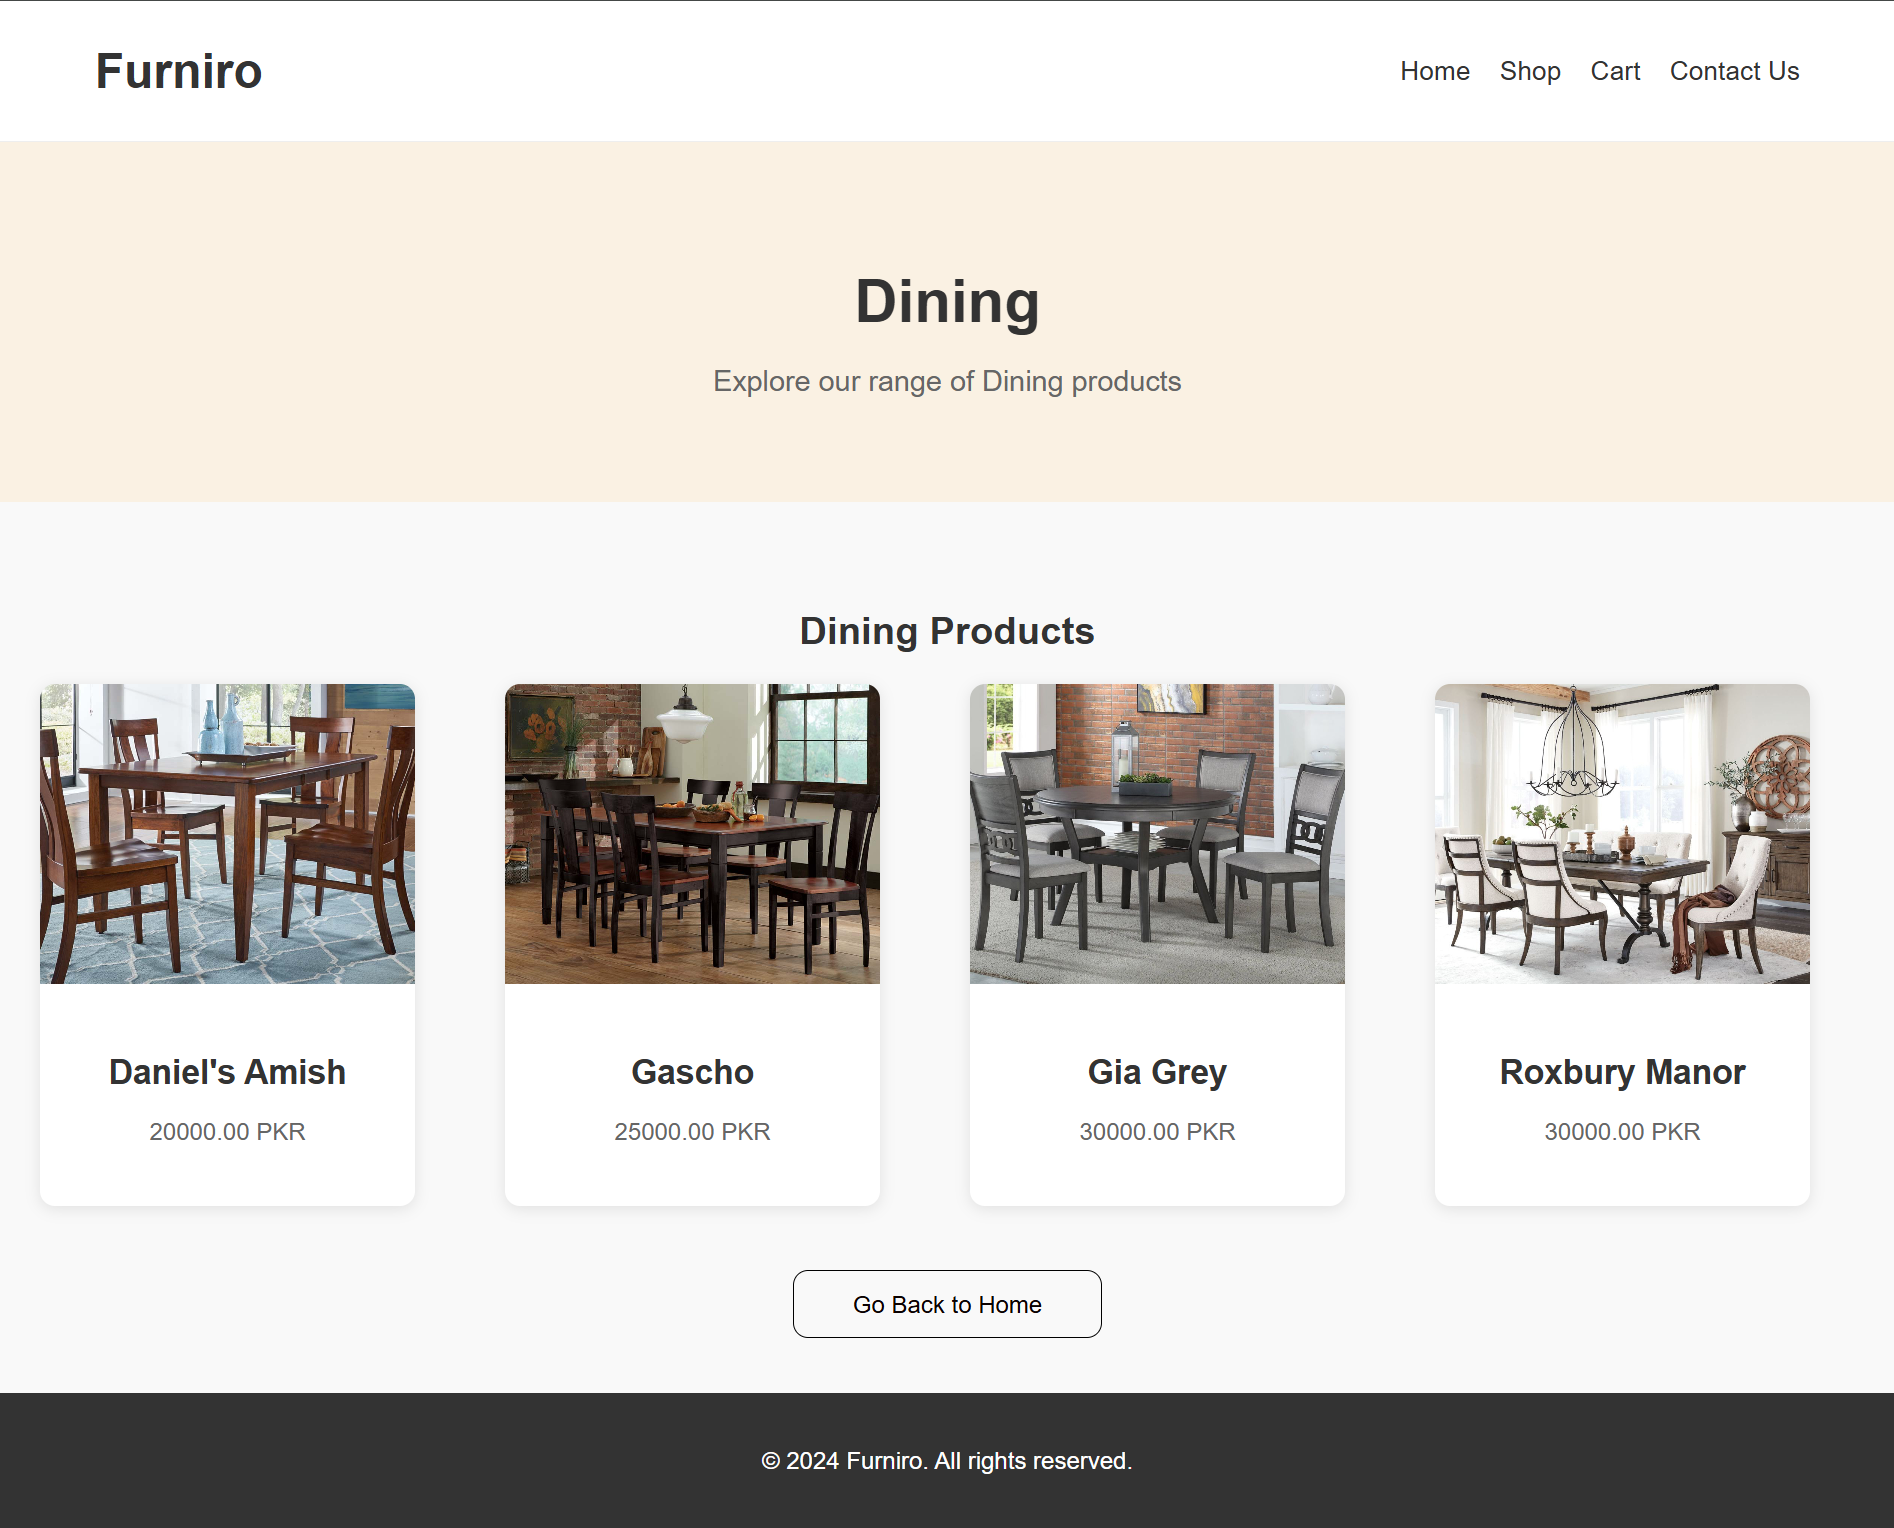 Furniro
Home Shop Cart Contact Us
Dining
Explore our range of Dining products
Dining Products
Daniel's Amish
20000.00 PKR
Gascho
25000.00 PKR
Gia Grey
30000.00 PKR
Roxbury Manor
30000.00 PKR
Go Back to Home
© 2024 Furniro. All rights reserved.